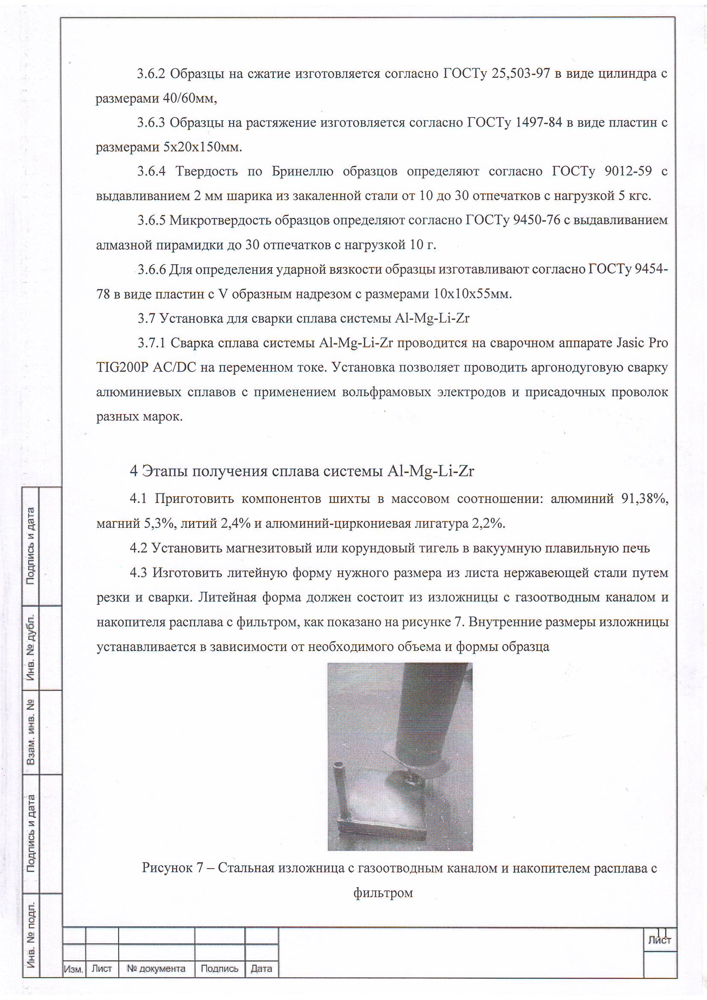 3.6.2 Образцы на сжатие изготовляется согласно ГОСТу 25,503-97 в виде цилиндра с
размерами 40/60мм,
3.6.3 Образцы на растяжение изготовляется согласно ГОСТу 1497-84 в виде пластин с
размерами 5х20х150мм.
3.6.4 Твердость по Бринеллю образцов определяют согласно ГОСТу 9012-59 с
выдавливанием 2 мм шарика из закаленной стали от 10 до 30 отпечатков с нагрузкой 5 кгс.
3.6.5 Микротвердость образцов определяют согласно ГОСТу 9450-76 с выдавливанием
алмазной пирамидки до 30 отпечатков с нагрузкой 10 г.
3.6.6 Для определения ударной вязкости образцы изготавливают согласно ГОСТу 9454-
78 в виде пластин с V образным надрезом с размерами 10х10х55мм.
3.7 Установка для сварки сплава системы Al-Mg-Li-Zr
3.7.1 Сварка сплава системы Al-Mg-Li-Zr проводится на сварочном аппарате Jasic Pro
TIG200P AC/DC на переменном токе. Установка позволяет проводить аргонодуговую сварку
алюминиевых сплавов с применением вольфрамовых электродов и присадочных проволок
разных марок.
4 Этапы получения сплава системы Al-Mg-Li-Zr
4.1 Приготовить компонентов шихты в массовом соотношении: алюминий 91,38%,
магний 5,3%, литий 2,4% и алюминий-циркониевая лигатура 2,2%.
4.2 Установить магнезитовый или корундовый тигель в вакуумную плавильную печь
4.3 Изготовить литейную форму нужного размера из листа нержавеющей стали путем
резки и сварки. Литейная форма должен состоит из изложницы с газоотводным каналом и
накопителя расплава с фильтром, как показано на рисунке 7. Внутренние размеры изложницы
устанавливается в зависимости от необходимого объема и формы образца
Рисунок 7 – Стальная изложница с газоотводным каналом и накопителем расплава с
фильтром
Подпись и дата
Инв. № дубл.
Взам. инв. №
Подпись и дата
Инв. № подл.
Изм. Лист № документа Подпись Дата
11
Лист